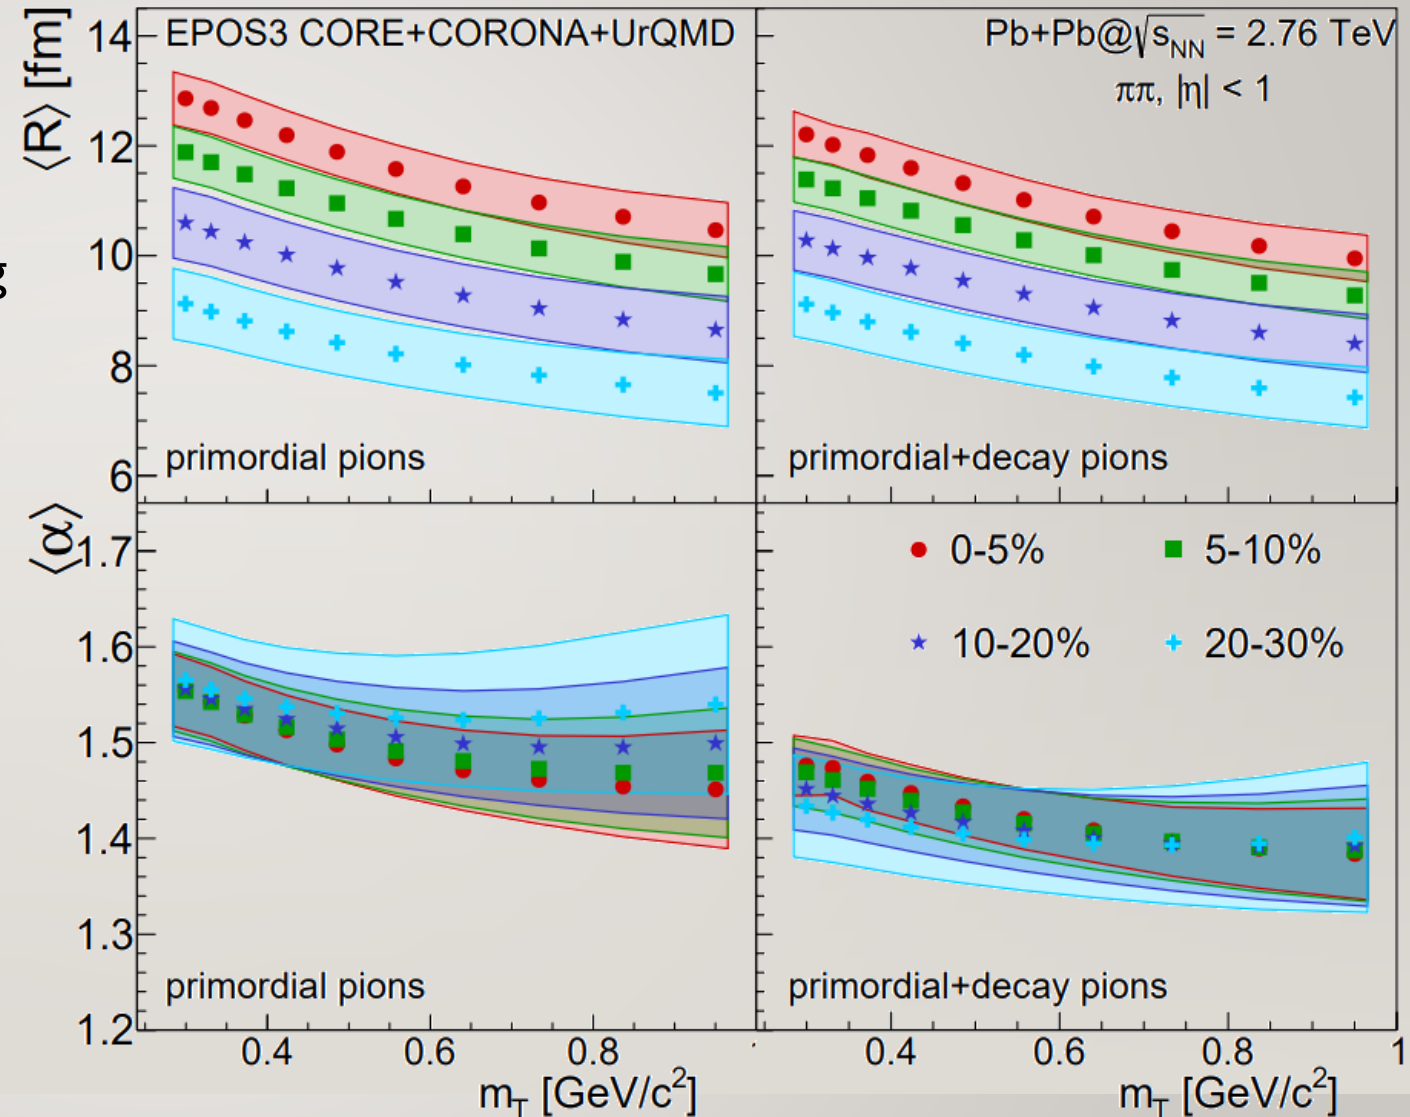 EPOS3 CORE+CORONA+UrQMD
Pb+Pb@√sNN = 2.76 TeV
ππ, |η| < 1
⟨R⟩ [fm]
14
12
10
8
6
primordial pions
primordial+decay pions
⟨α⟩
1.7
1.6
1.5
1.4
1.3
1.2
0-5% 5-10%
10-20% 20-30%
primordial pions
primordial+decay pions
0.4 0.6 0.8
0.4 0.6 0.8 1
mT [GeV/c²]
mT [GeV/c²]
g